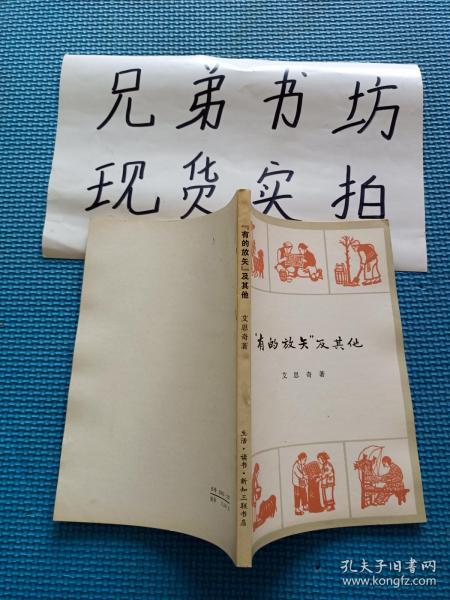 兄弟书坊
现货实拍
『有的放矢』及其他
艾思奇著
生活·读书·新知三联书店
“有的放矢”及其他
艾思奇著
孔夫子旧书网
www.kongfz.com